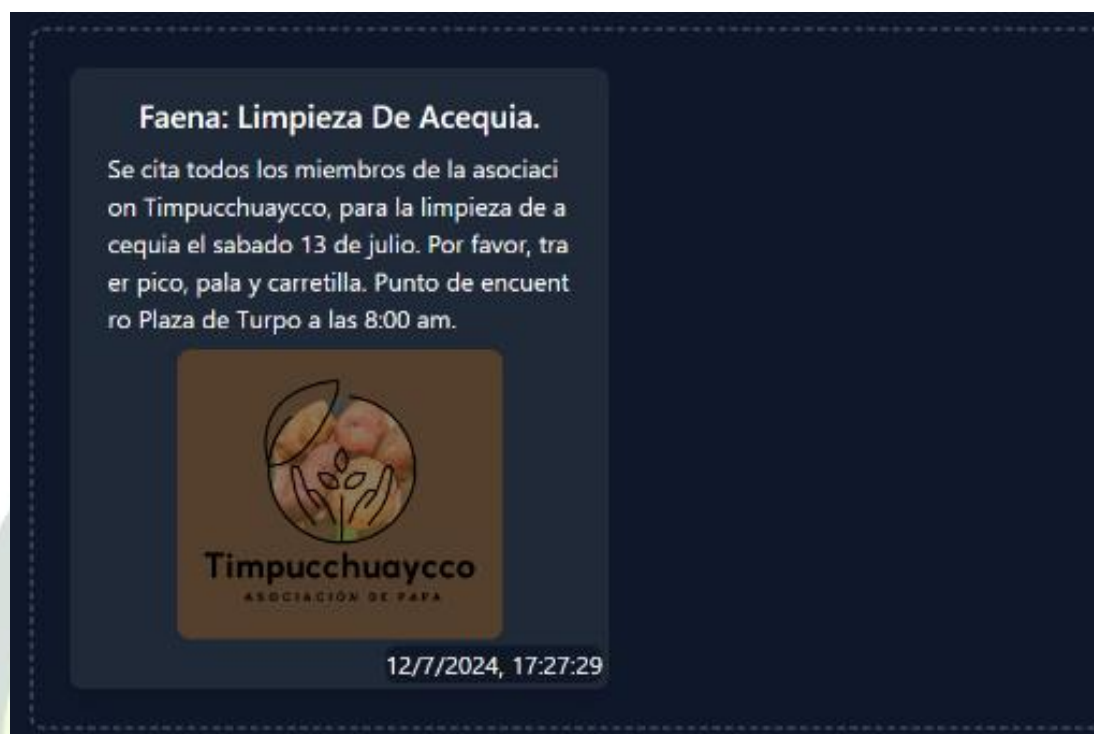 Faena: Limpieza De Acequia.
Se cita todos los miembros de la asociaci
on Timpucchuaycco, para la limpieza de a
cequia el sabado 13 de julio. Por favor, tra
er pico, pala y carretilla. Punto de encuent
ro Plaza de Turpo a las 8:00 am.
Timpucchuaycco
ASOCIACIÓN DE PAPA
12/7/2024, 17:27:29